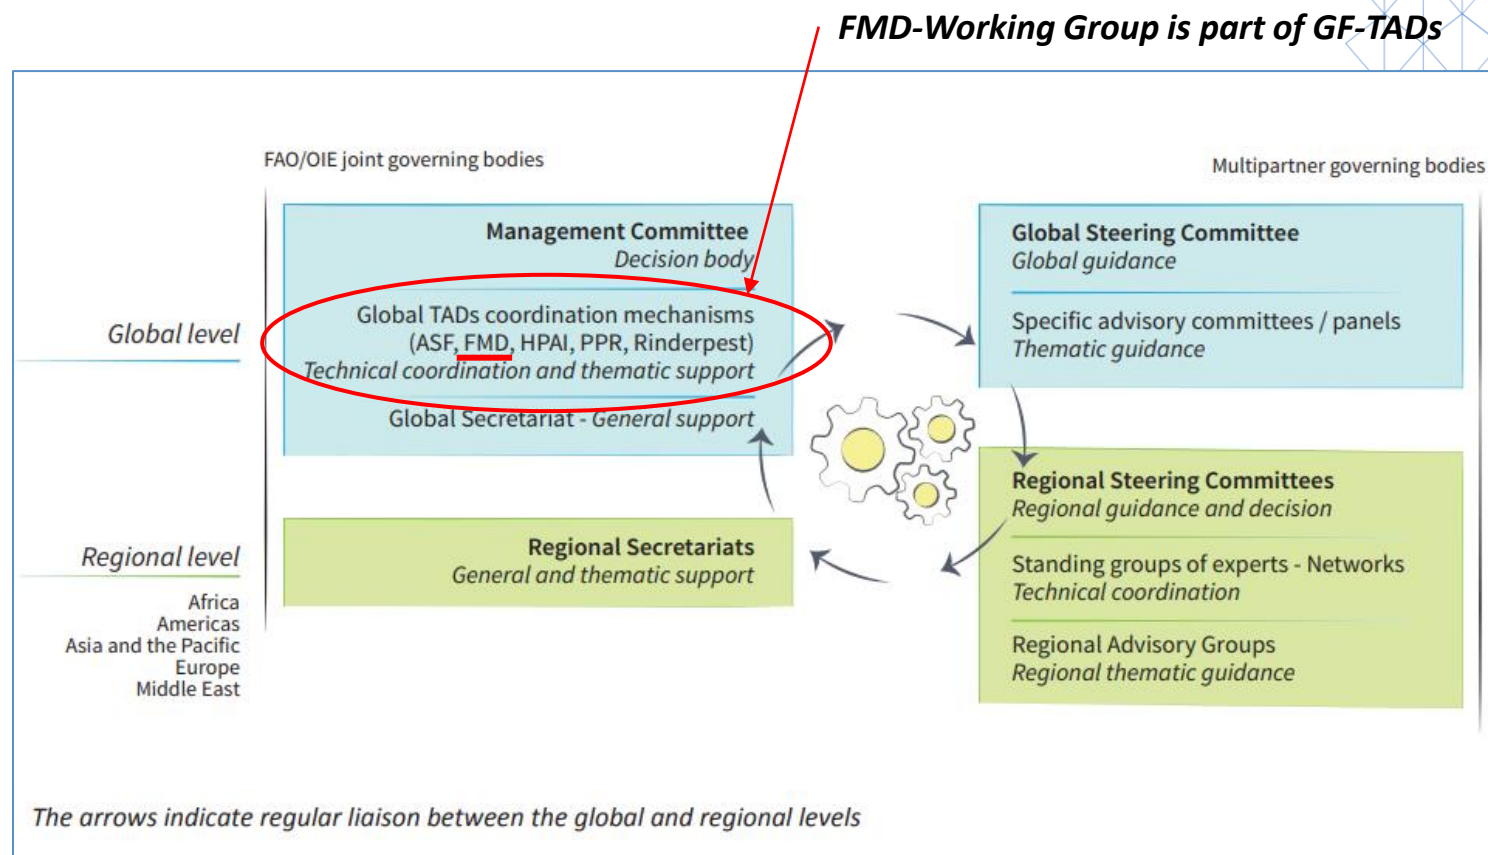 FMD-Working Group is part of GF-TADs
FAO/OIE joint governing bodies
Multipartner governing bodies
Global level
Management Committee
Decision body
Global TADs coordination mechanisms
(ASF, FMD, HPAI, PPR, Rinderpest)
Technical coordination and thematic support
Global Secretariat - General support
Global Steering Committee
Global guidance
Specific advisory committees / panels
Thematic guidance
Regional level
Africa
Americas
Asia and the Pacific
Europe
Middle East
Regional Secretariats
General and thematic support
Regional Steering Committees
Regional guidance and decision
Standing groups of experts - Networks
Technical coordination
Regional Advisory Groups
Regional thematic guidance
The arrows indicate regular liaison between the global and regional levels